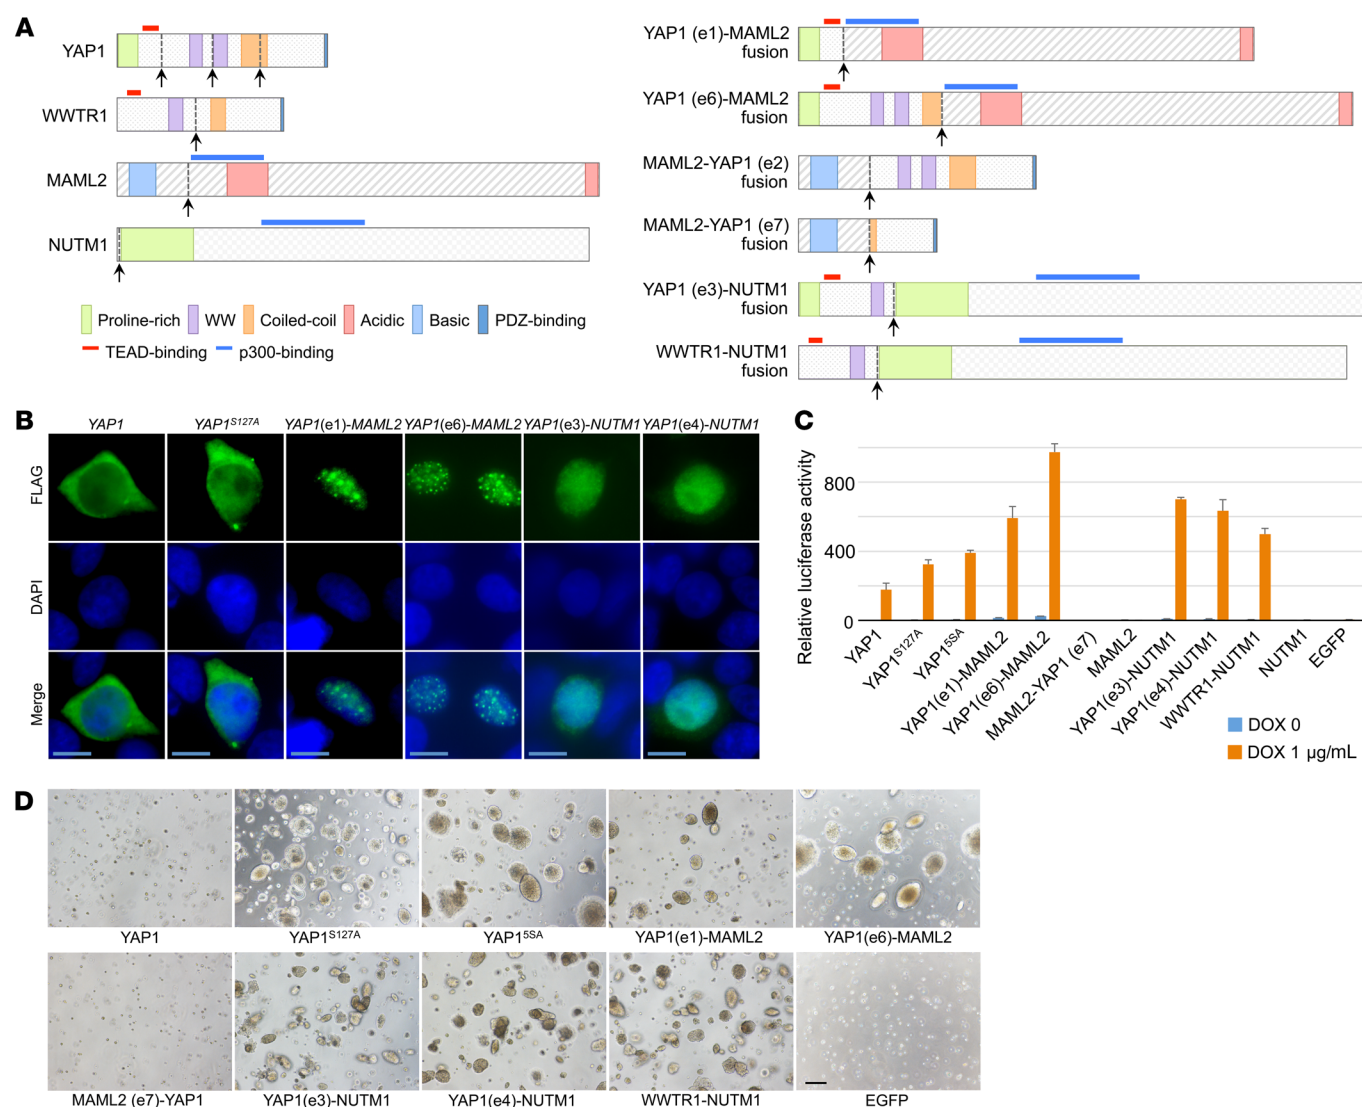 A
YAP1
WWTR1
MAML2
NUTM1
Proline-rich WW Coiled-coil Acidic Basic PDZ-binding
TEAD-binding p300-binding
YAP1 (e1)-MAML2
fusion
YAP1 (e6)-MAML2
fusion
MAML2-YAP1 (e2)
fusion
MAML2-YAP1 (e7)
fusion
YAP1 (e3)-NUTM1
fusion
WWTR1-NUTM1
fusion
B
YAP1 YAP1S127A YAP1(e1)-MAML2 YAP1(e6)-MAML2 YAP1(e3)-NUTM1 YAP1(e4)-NUTM1
FLAG
DAPI
Merge
C
Relative luciferase activity
800
400
0
YAP1
YAP1S127A
YAP15SA
YAP1(e1)-MAML2
YAP1(e6)-MAML2
MAML2-YAP1 (e7)
MAML2
YAP1(e3)-NUTM1
YAP1(e4)-NUTM1
WWTR1-NUTM1
NUTM1
EGFP
DOX 0
DOX 1 µg/mL
D
YAP1 YAP1S127A YAP15SA YAP1(e1)-MAML2 YAP1(e6)-MAML2
MAML2 (e7)-YAP1 YAP1(e3)-NUTM1 YAP1(e4)-NUTM1 WWTR1-NUTM1 EGFP